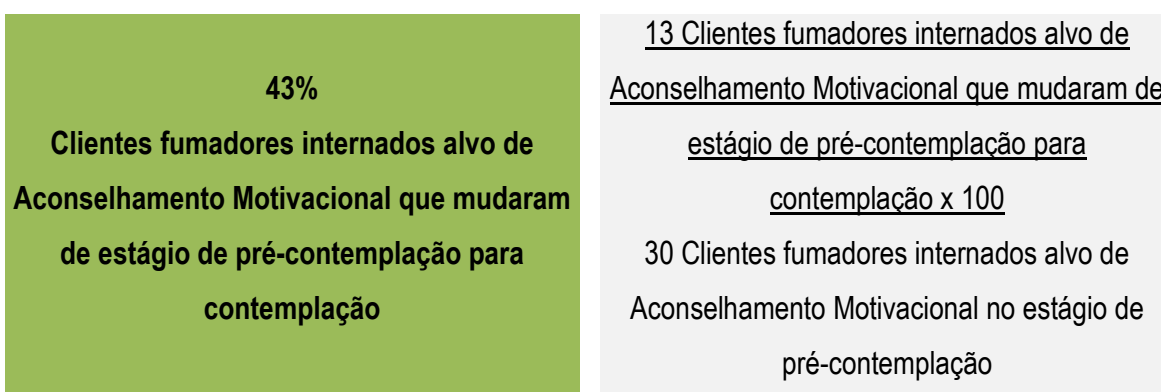 43%
Clientes fumadores internados alvo de
Aconselhamento Motivacional que mudaram
de estágio de pré-contemplação para
contemplação
13 Clientes fumadores internados alvo de
Aconselhamento Motivacional que mudaram de
estágio de pré-contemplação para
contemplação x 100
30 Clientes fumadores internados alvo de
Aconselhamento Motivacional no estágio de
pré-contemplação